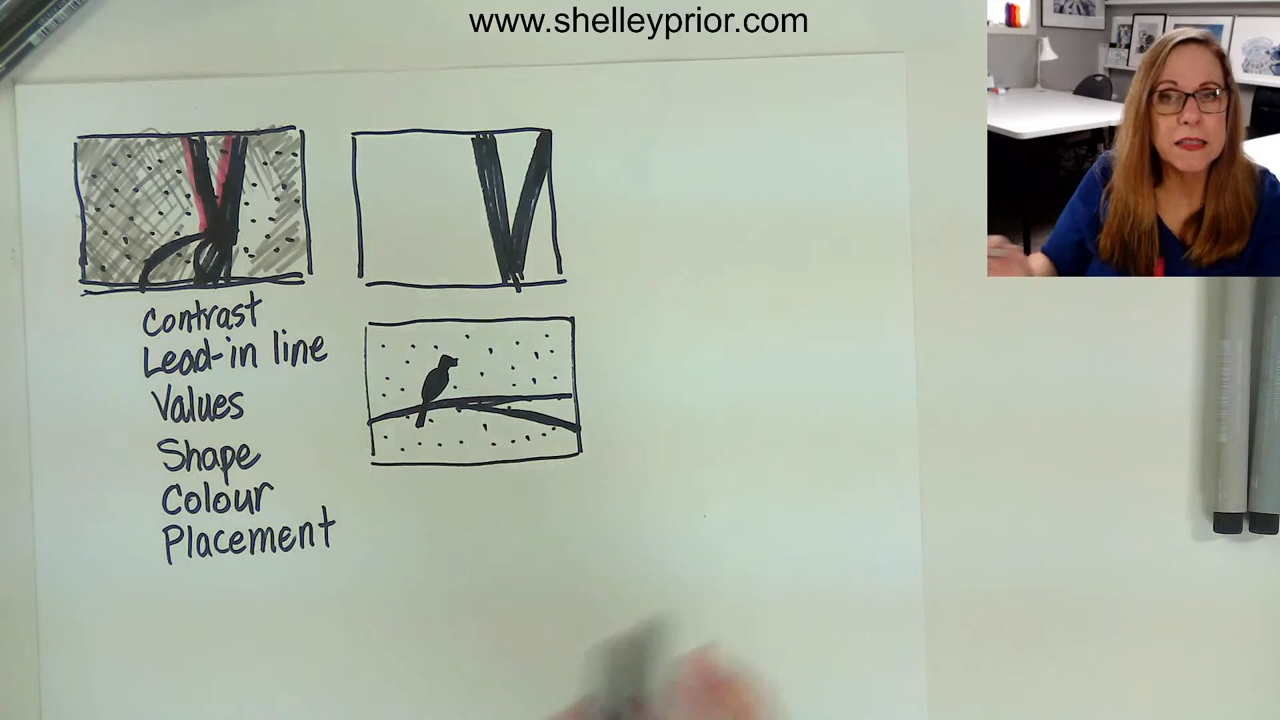 www.shelleyprior.com
Contrast
Lead-in line
Values
Shape
Colour
Placement